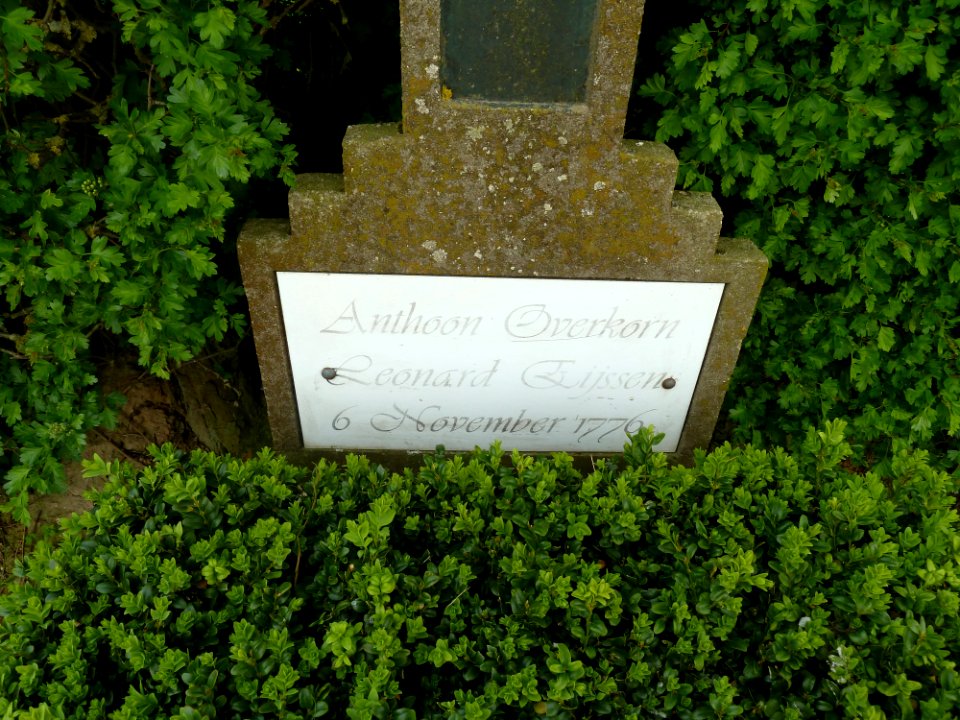 Anthoon Overkorn
Leonard Eijssen
6 November 1776